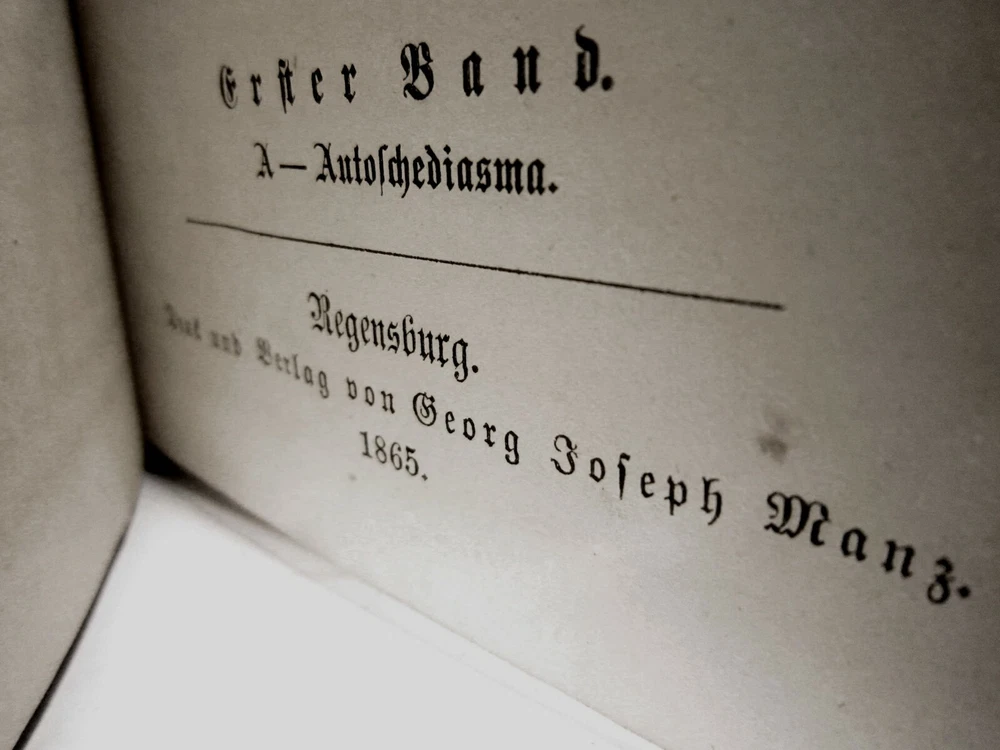 Erſter Band.
A—Autoſchediasma.
Regensburg.
Druck und Verlag von Georg Joſeph Manz.
1865.